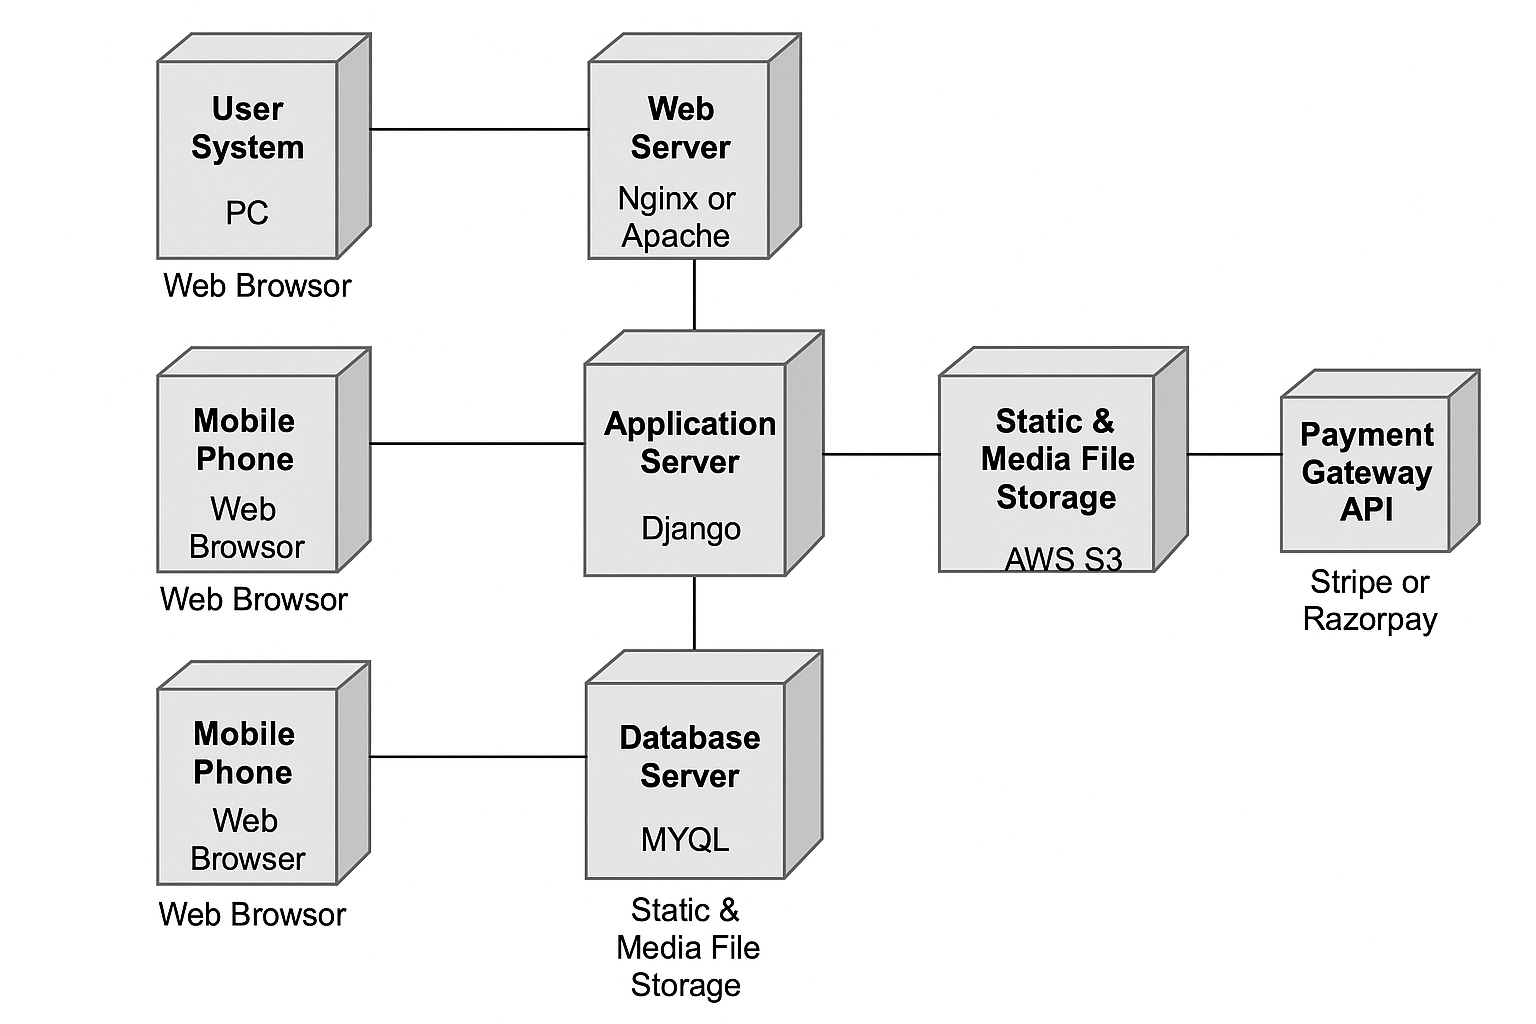 User
System
PC
Web Browsor
Web
Server
Nginx or
Apache
Mobile
Phone
Web
Browsor
Web Browsor
Application
Server
Django
Static &
Media File
Storage
AWS S3
Payment
Gateway
API
Stripe or
Razorpay
Mobile
Phone
Web
Browser
Web Browsor
Database
Server
MYQL
Static &
Media File
Storage